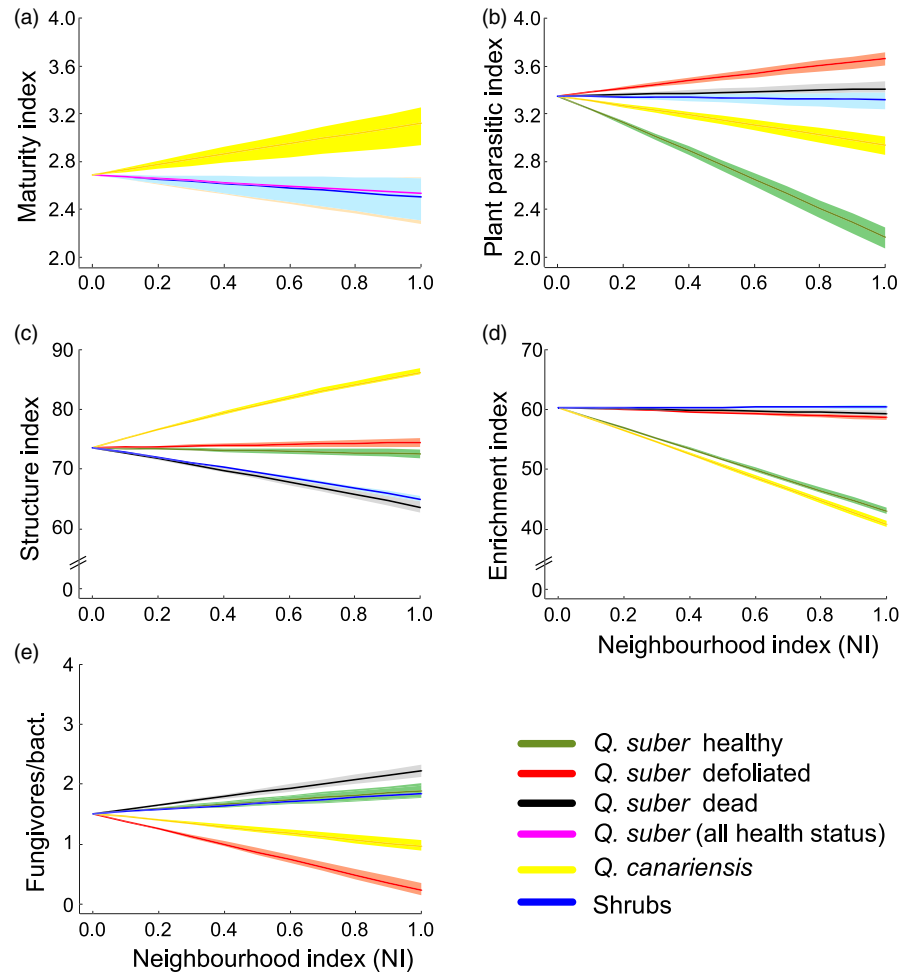 (a)
4.0
3.6
3.2
2.8
2.4
2.0
Maturity index
0.0 0.2 0.4 0.6 0.8 1.0
(b)
4.0
3.6
3.2
2.8
2.4
2.0
Plant parasitic index
0.0 0.2 0.4 0.6 0.8 1.0
(c)
90
80
70
60
0
Structure index
0.0 0.2 0.4 0.6 0.8 1.0
(d)
70
60
50
40
0
Enrichment index
0.0 0.2 0.4 0.6 0.8 1.0
Neighbourhood index (NI)
(e)
4
3
2
1
0
Fungivores/bact.
0.0 0.2 0.4 0.6 0.8 1.0
Neighbourhood index (NI)
Q. suber healthy
Q. suber defoliated
Q. suber dead
Q. suber (all health status)
Q. canariensis
Shrubs